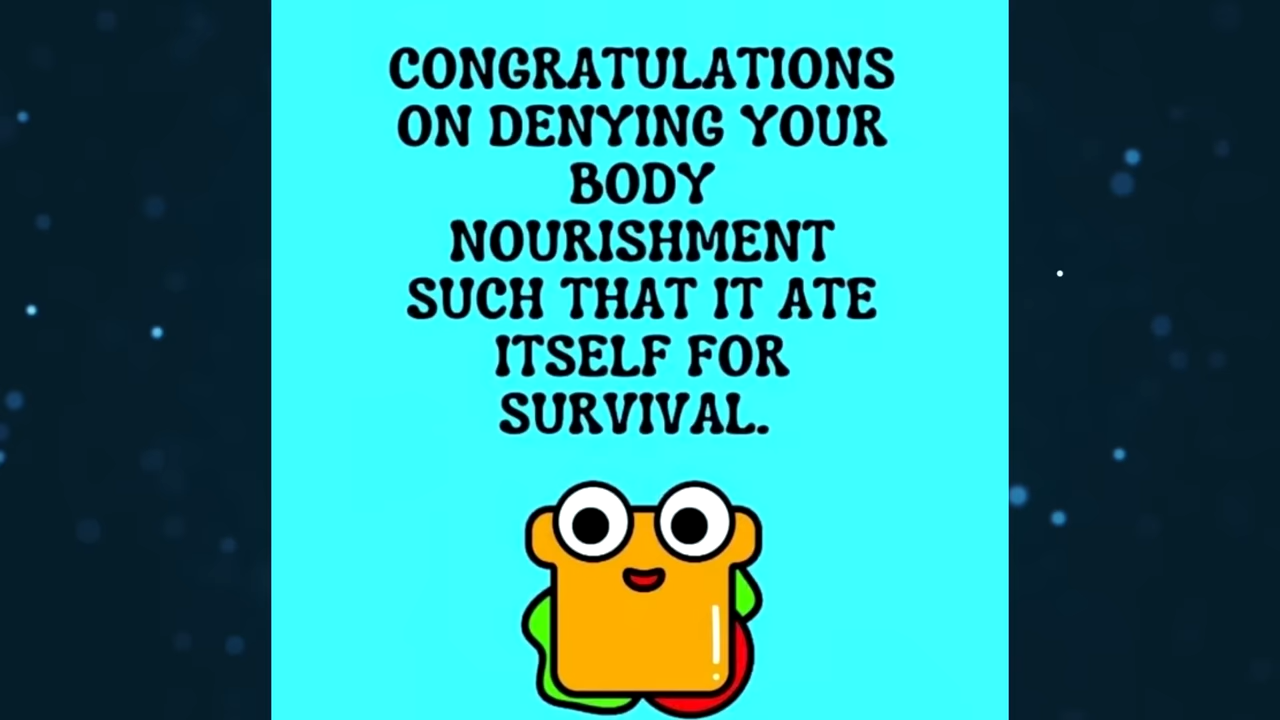 CONGRATULATIONS
ON DENYING YOUR
BODY
NOURISHMENT
SUCH THAT IT ATE
ITSELF FOR
SURVIVAL.